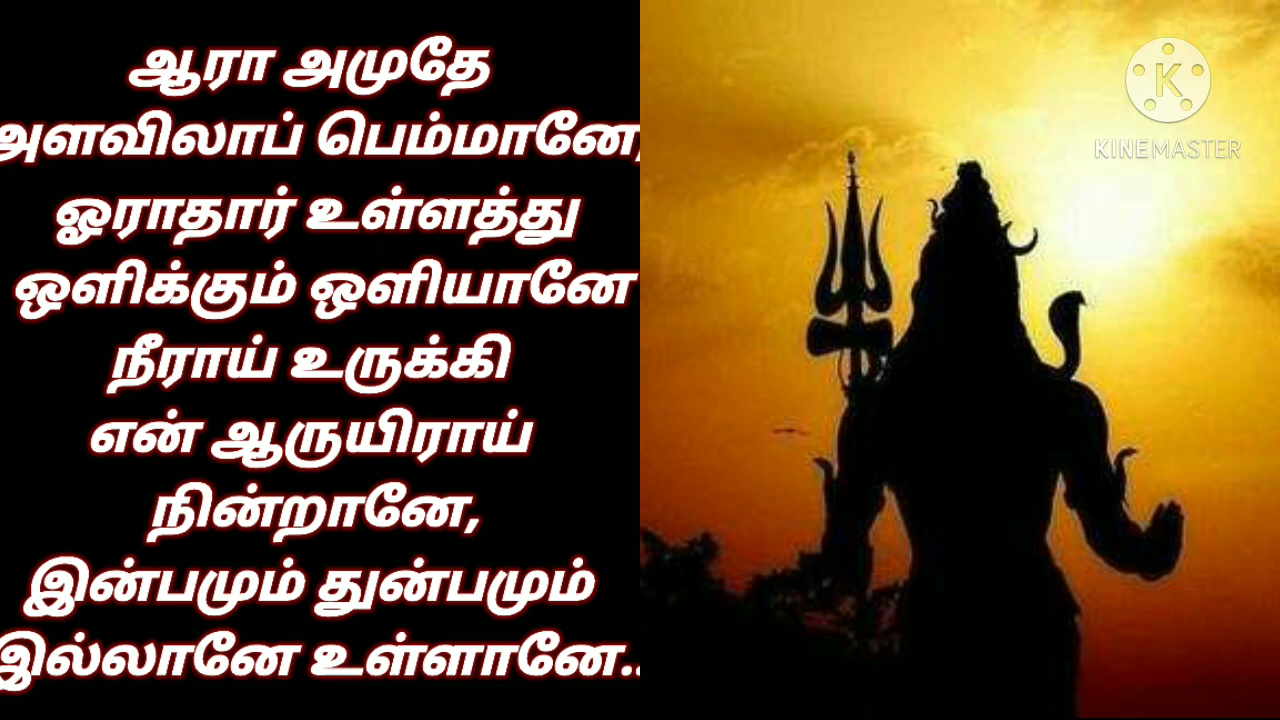 ஆரா அமுதே
அளவிலாப் பெம்மானே,
ஓராதார் உள்ளத்து
ஒளிக்கும் ஒளியானே
நீராய் உருக்கி
என் ஆருயிராய்
நின்றானே,
இன்பமும் துன்பமும்
இல்லானே உள்ளானே..
K
KINEMASTER